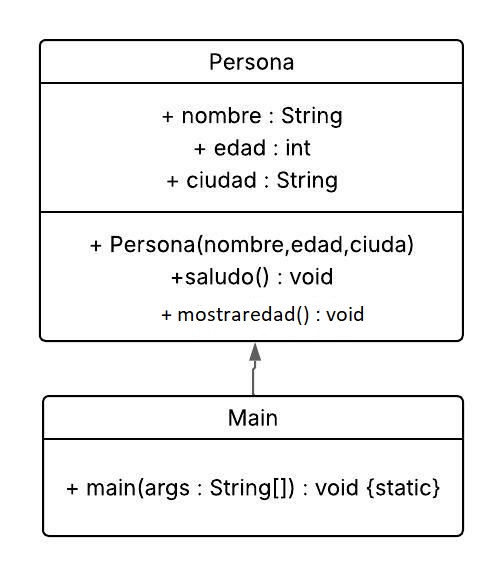 Persona
+ nombre : String
+ edad : int
+ ciudad : String
+ Persona(nombre,edad,ciuda)
+saludo() : void
+ mostraredad() : void
Main
+ main(args : String[]) : void {static}